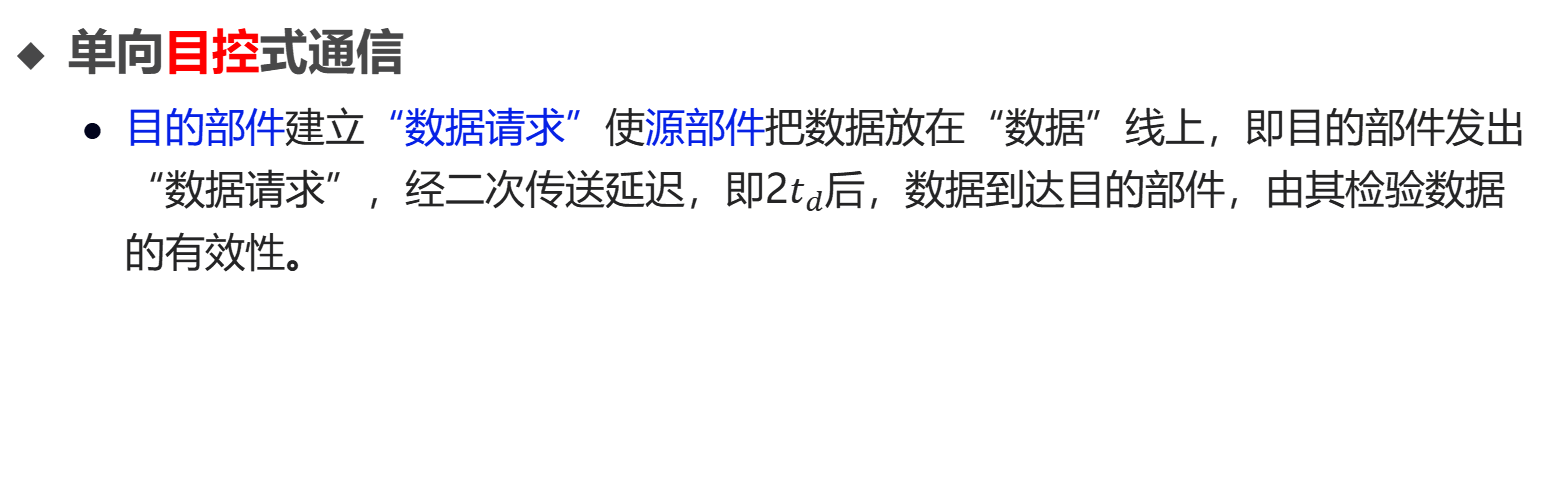 ◆ 单向目控式通信
● 目的部件建立“数据请求”使源部件把数据放在“数据”线上，即目的部件发出
“数据请求”，经二次传送延迟，即2t_d后，数据到达目的部件，由其检验数据
的有效性。